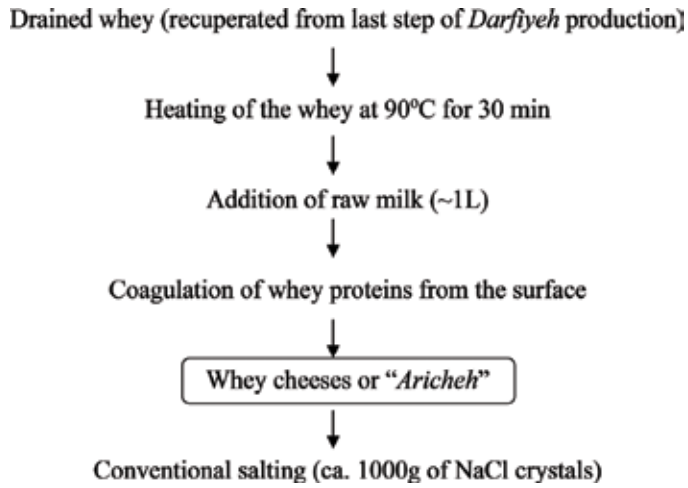 Drained whey (recuperated from last step of Darfiyeh production)
Heating of the whey at 90ºC for 30 min
Addition of raw milk (~1L)
Coagulation of whey proteins from the surface
Whey cheeses or “Aricheh”
Conventional salting (ca. 1000g of NaCl crystals)